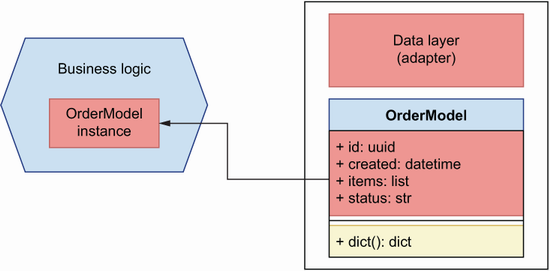 Business logic
OrderModel
instance
Data layer
(adapter)
OrderModel
+ id: uuid
+ created: datetime
+ items: list
+ status: str
+ dict(): dict